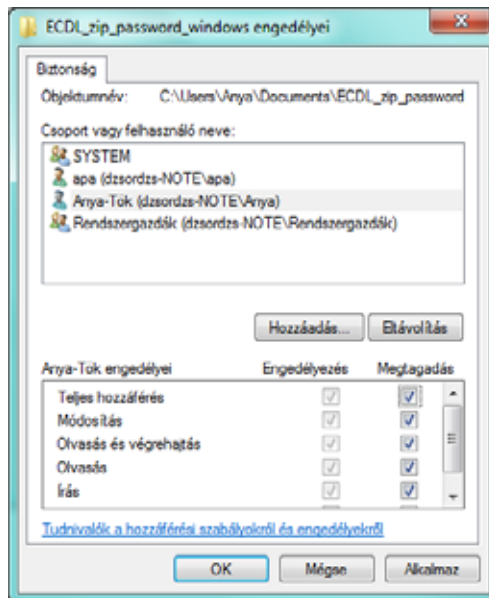 ECDL_zip_password_windows engedélyei
Biztonság
Objektumnév: C:\Users\Anya\Documents\ECDL_zip_password
Csoport vagy felhasználó neve:
SYSTEM
apa (dzsordzs-NOTE\apa)
Anya-Tök (dzsordzs-NOTE\Anya)
Rendszergazdák (dzsordzs-NOTE\Rendszergazdák)
Hozzáadás... Eltávolítás
Anya-Tök engedélyei Engedélyezés Megtagadás
Teljes hozzáférés
Módosítás
Olvasás és végrehajtás
Olvasás
Írás
Tudnivalók a hozzáférési szabályokról és engedélyekről
OK Mégse Alkalmaz